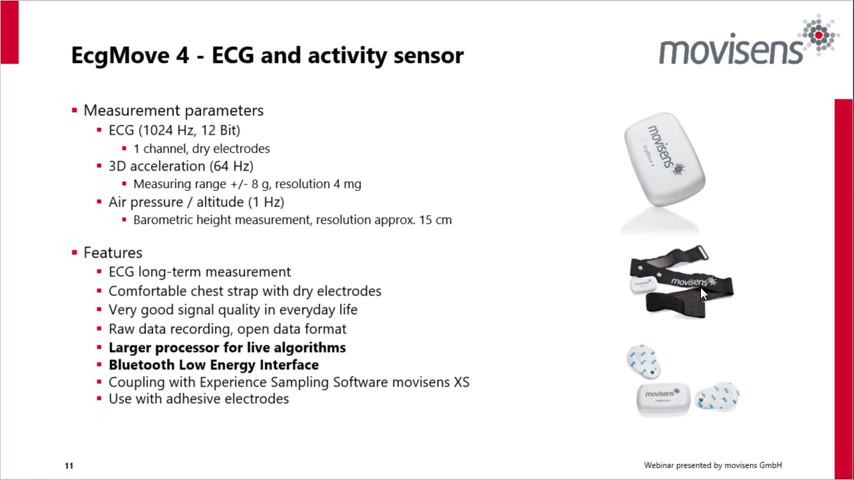 EcgMove 4 - ECG and activity sensor
movisens
Measurement parameters
ECG (1024 Hz, 12 Bit)
1 channel, dry electrodes
3D acceleration (64 Hz)
Measuring range +/- 8 g, resolution 4 mg
Air pressure / altitude (1 Hz)
Barometric height measurement, resolution approx. 15 cm
Features
ECG long-term measurement
Comfortable chest strap with dry electrodes
Very good signal quality in everyday life
Raw data recording, open data format
Larger processor for live algorithms
Bluetooth Low Energy Interface
Coupling with Experience Sampling Software movisens XS
Use with adhesive electrodes
movisens
EcgMove 4
movisens
movisens
11
Webinar presented by movisens GmbH